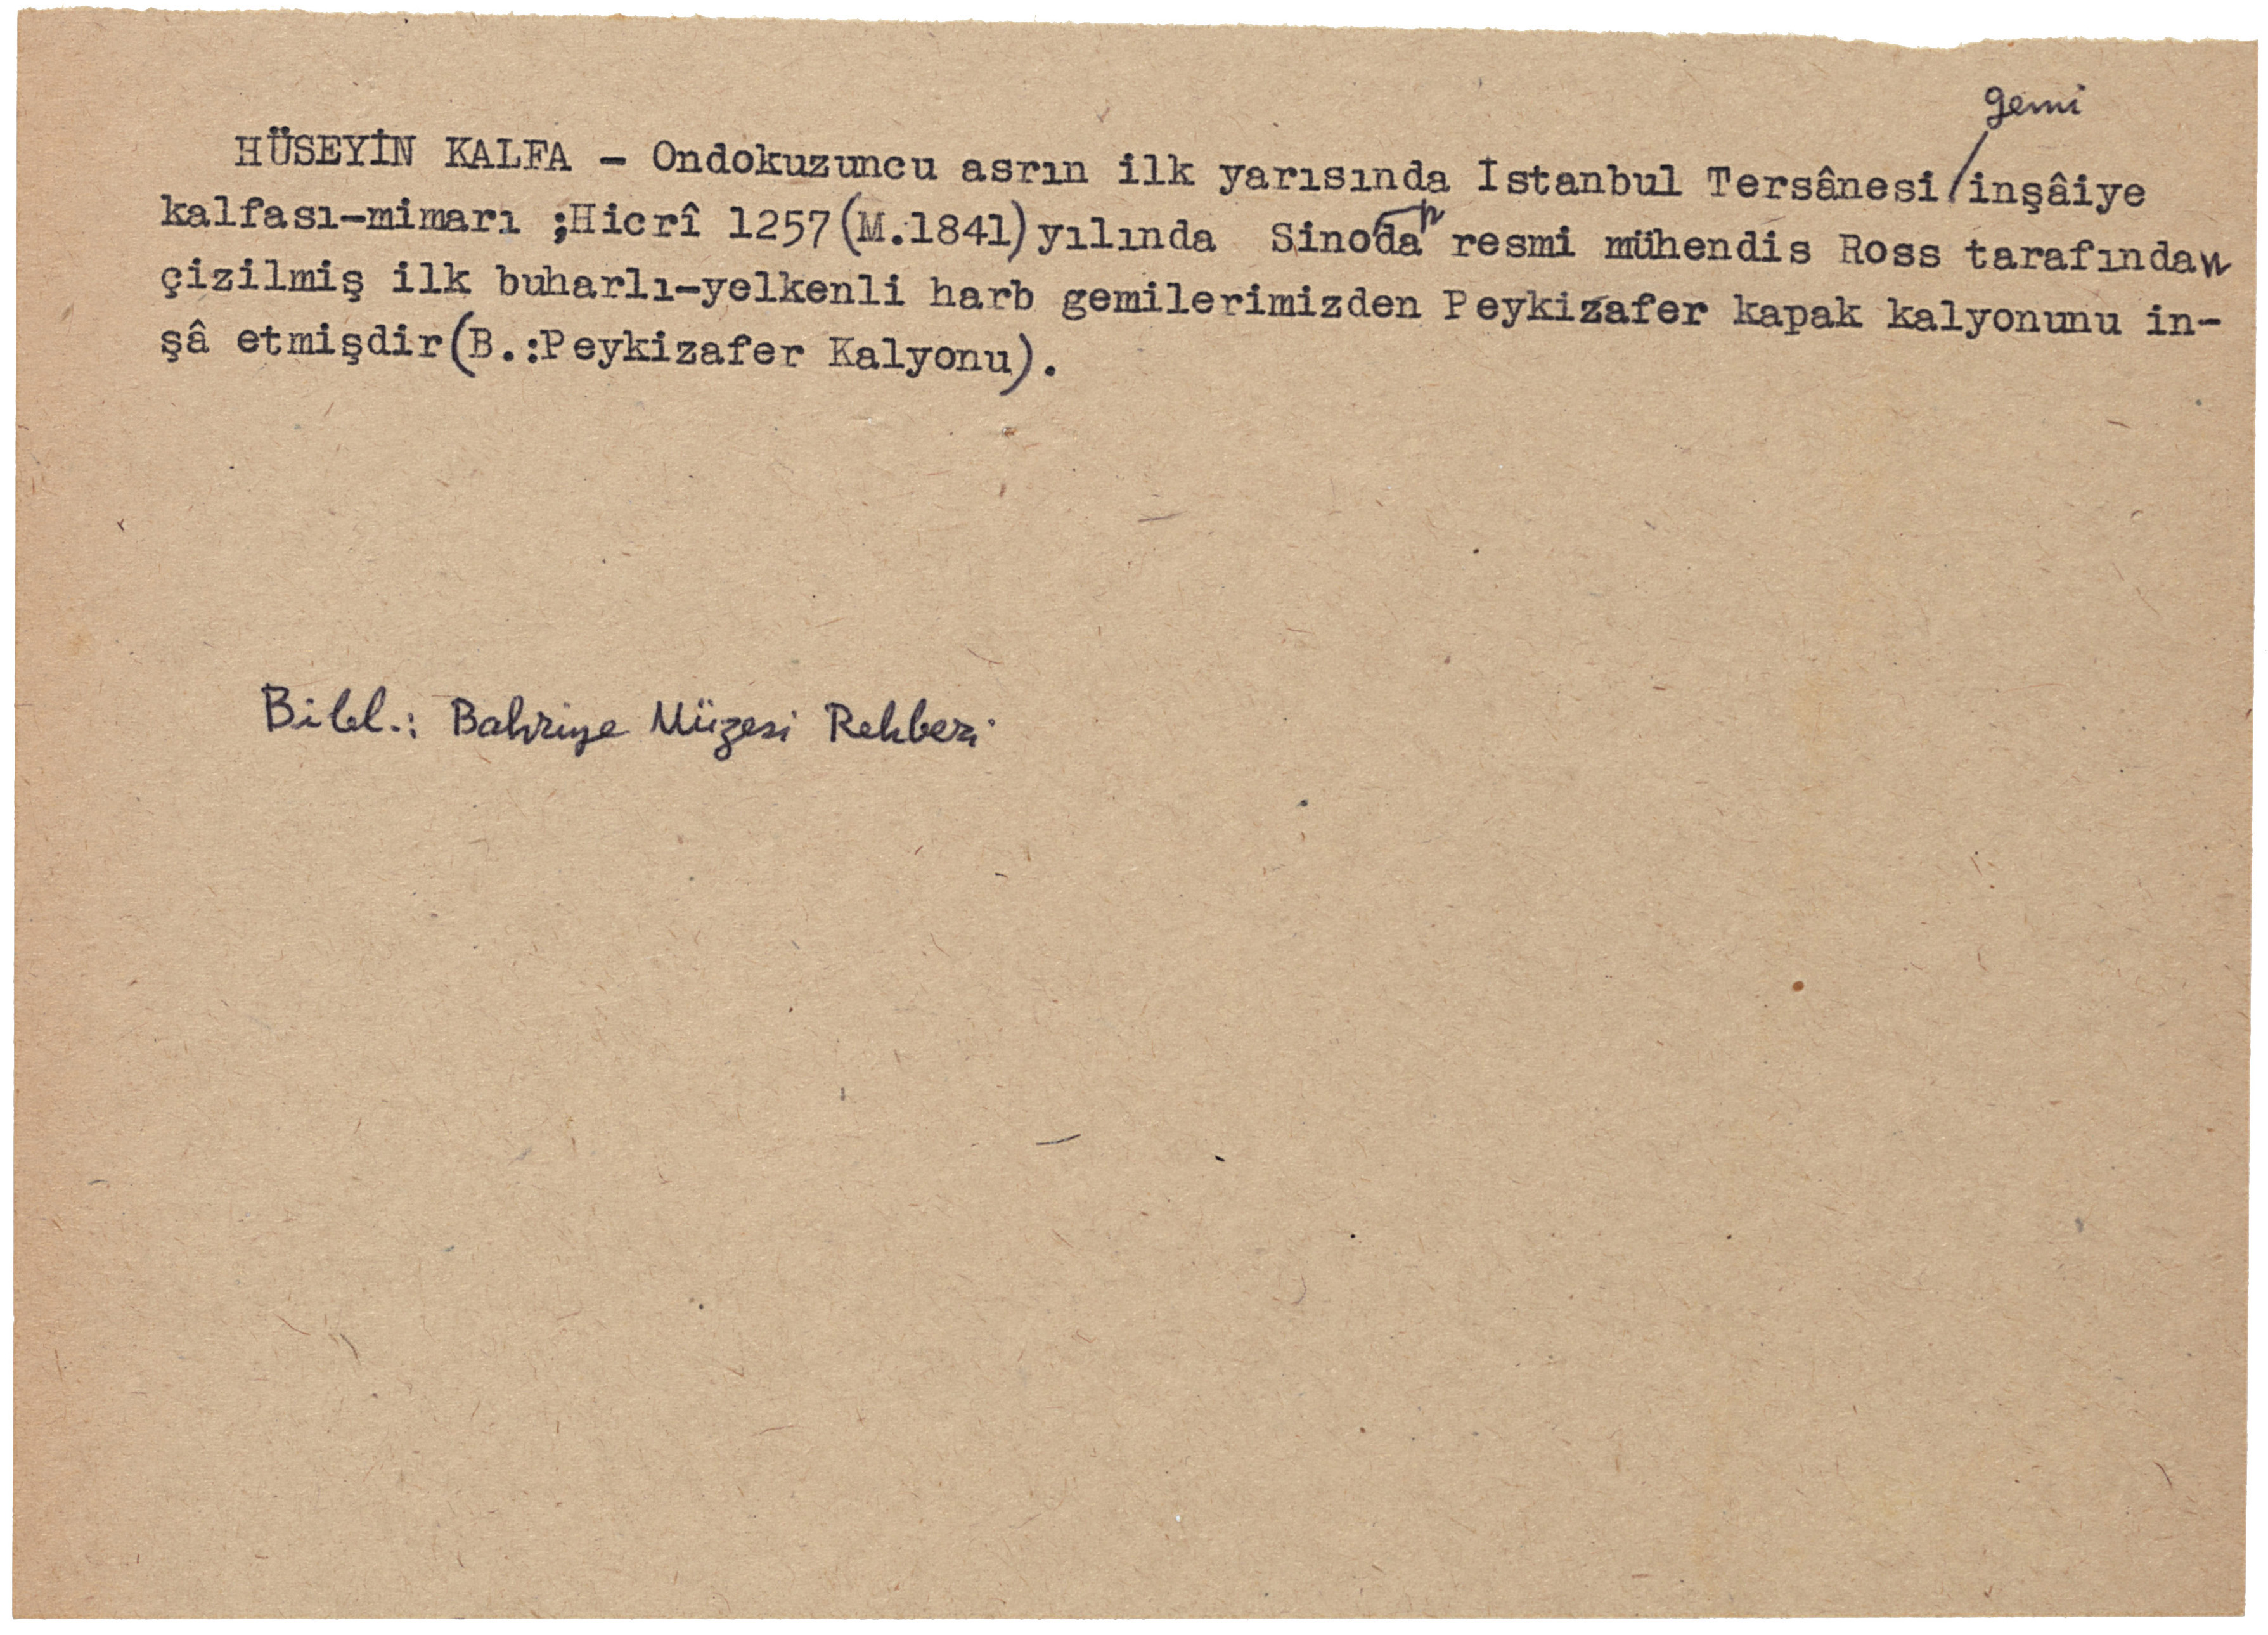 gemi
HÜSEYİN KALFA - Ondokuzuncu asrın ilk yarısında İstanbul Tersânesi/inşâiye
kalfası-mimarı ;Hicrî 1257(M.1841)yılında Sinopda resmi mühendis Ross tarafından
çizilmiş ilk buharlı-yelkenli harb gemilerimizden Peykizafer kapak kalyonunu in-
şâ etmişdir(B.:Peykizafer Kalyonu).
Bibl.: Bahriye Müzesi Rehberi